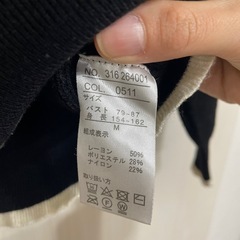 NO. 316 264001
COL. 0511
サイズ
バスト 79-87
身長 154-162
M
組成表示
レーヨン 50%
ポリエステル 28%
ナイロン 22%
取り扱い方